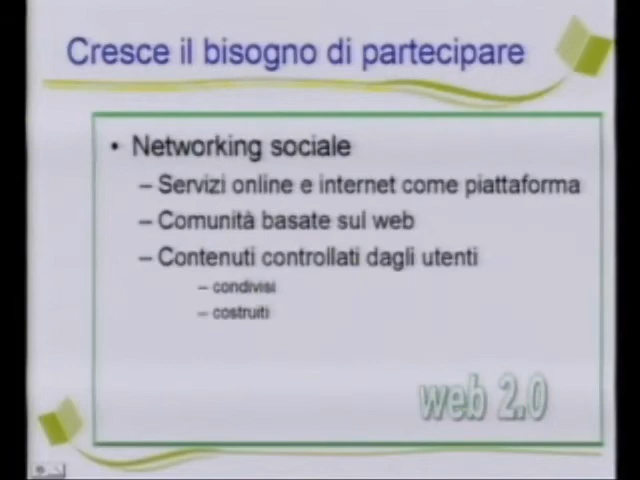 Cresce il bisogno di partecipare
• Networking sociale
– Servizi online e internet come piattaforma
– Comunità basate sul web
– Contenuti controllati dagli utenti
– condivisi
– costruiti
web 2.0